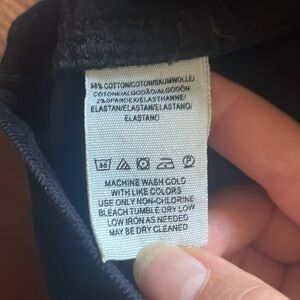 98% COTTON/COTON/BAUMWOLLE/
COTONE/ALGODÃO/ALGODÓN
2% SPANDEX/ELASTHANNE/
ELASTAN/ELASTAN/ELASTAN/
ELASTANO
30
P
MACHINE WASH COLD
WITH LIKE COLORS
USE ONLY NON-CHLORINE
BLEACH TUMBLE DRY LOW
LOW IRON AS NEEDED
MAY BE DRY CLEANED